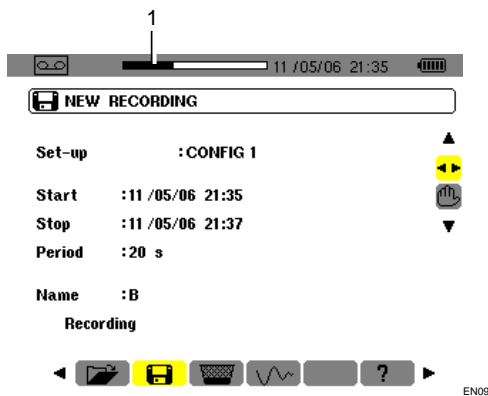 1
11 /05/06 21:35
NEW RECORDING
Set-up :CONFIG 1
Start :11 /05/06 21:35
Stop :11 /05/06 21:37
Period :20 s
Name :B
Recording
?
EN09